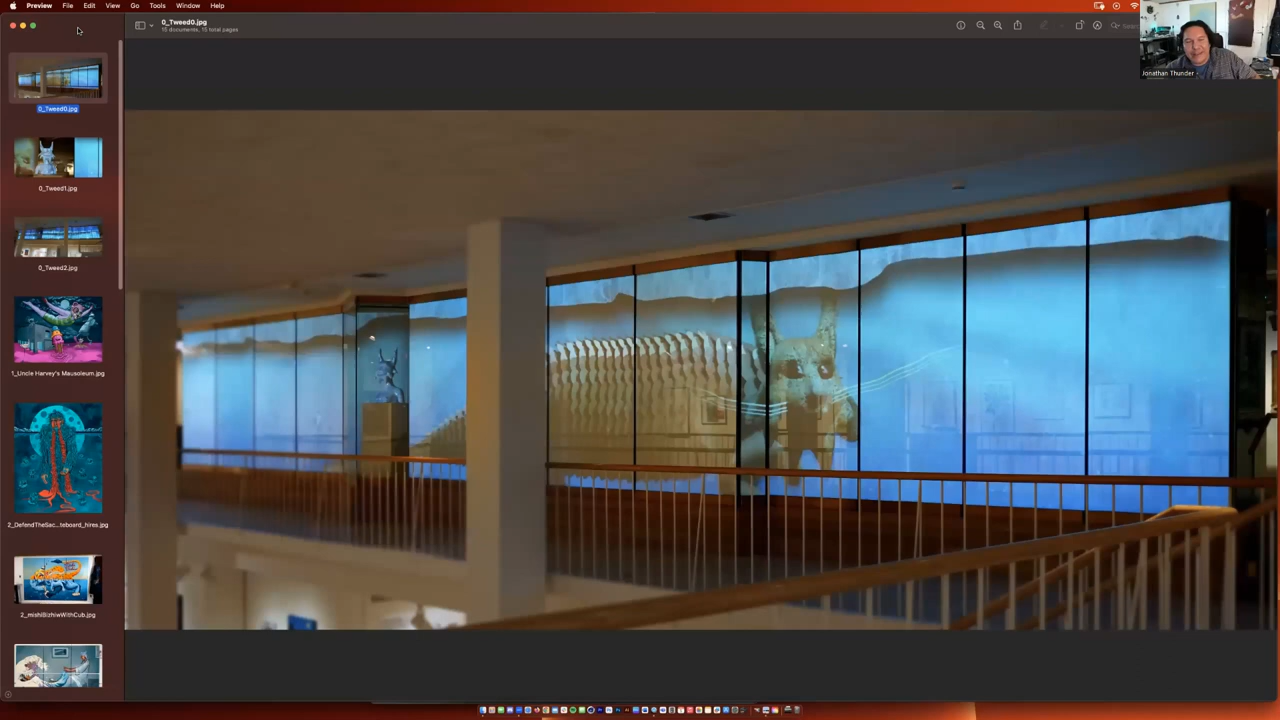 Preview File Edit View Go Tools Window Help
0_Tweed0.jpg
15 documents, 15 total pages
Jonathan Thunder
0_Tweed0.jpg
0_Tweed1.jpg
0_Tweed2.jpg
1_Uncle Harvey's Mausoleum.jpg
2_DefendTheSac...teboard_hires.jpg
2_mishiBizhiwWithCub.jpg